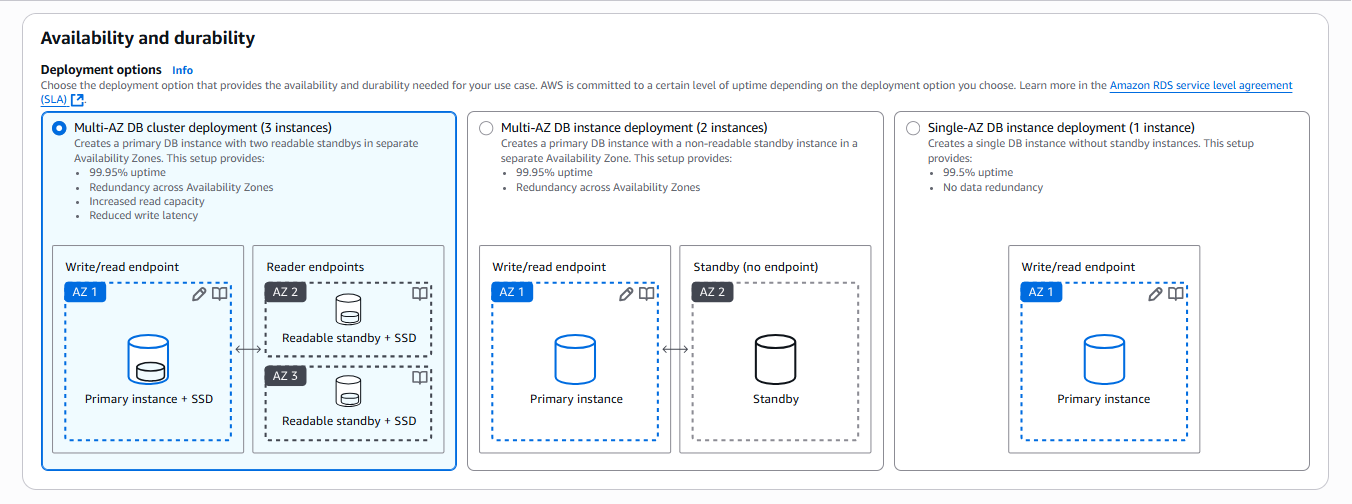 Availability and durability
Deployment options Info
Choose the deployment option that provides the availability and durability needed for your use case. AWS is committed to a certain level of uptime depending on the deployment option you choose. Learn more in the Amazon RDS service level agreement
(SLA).
Multi-AZ DB cluster deployment (3 instances)
Creates a primary DB instance with two readable standbys in separate
Availability Zones. This setup provides:
• 99.95% uptime
• Redundancy across Availability Zones
• Increased read capacity
• Reduced write latency
Write/read endpoint
AZ 1
Primary instance + SSD
Reader endpoints
AZ 2
Readable standby + SSD
AZ 3
Readable standby + SSD
Multi-AZ DB instance deployment (2 instances)
Creates a primary DB instance with a non-readable standby instance in a
separate Availability Zone. This setup provides:
• 99.95% uptime
• Redundancy across Availability Zones
Write/read endpoint
AZ 1
Primary instance
Standby (no endpoint)
AZ 2
Standby
Single-AZ DB instance deployment (1 instance)
Creates a single DB instance without standby instances. This setup
provides:
• 99.5% uptime
• No data redundancy
Write/read endpoint
AZ 1
Primary instance